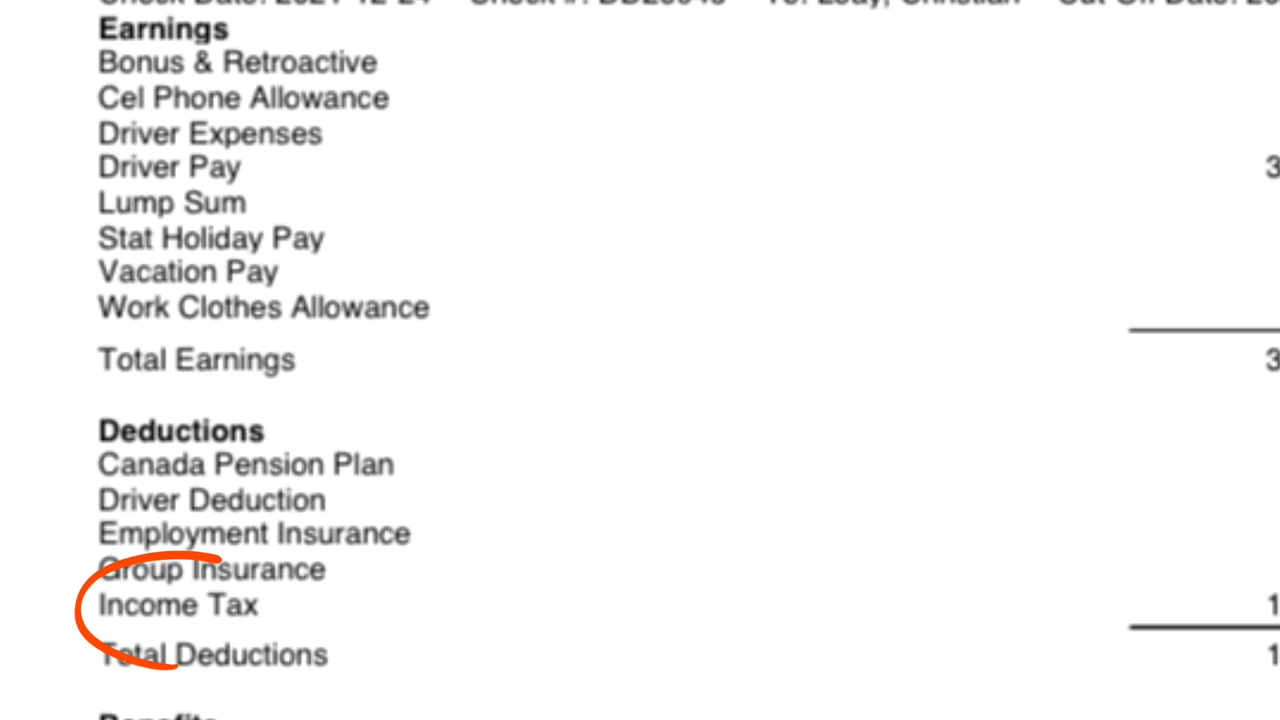 Earnings
Bonus & Retroactive
Cel Phone Allowance
Driver Expenses
Driver Pay 3
Lump Sum
Stat Holiday Pay
Vacation Pay
Work Clothes Allowance
Total Earnings 3
Deductions
Canada Pension Plan
Driver Deduction
Employment Insurance
Group Insurance
Income Tax 1
Total Deductions 1
Benefits